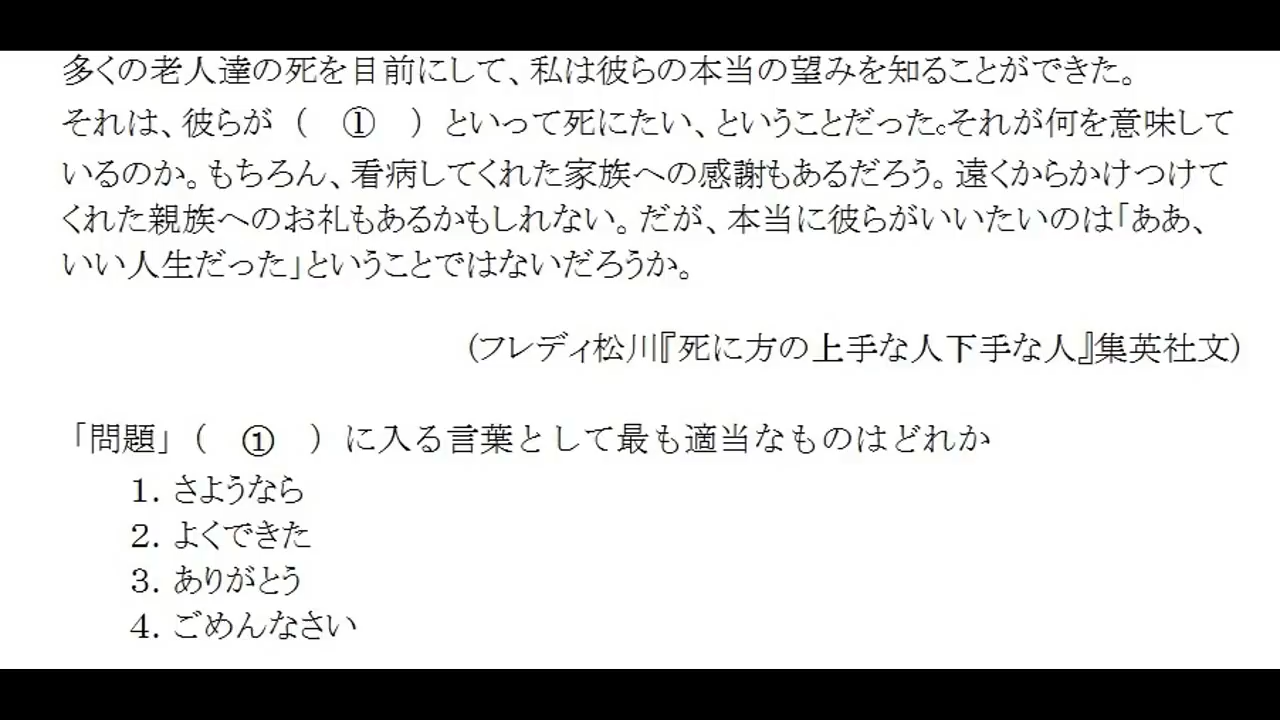 多くの老人達の死を目前にして、私は彼らの本当の望みを知ることができた。
それは、彼らが（　①　）といって死にたい、ということだった。それが何を意味して
いるのか。もちろん、看病してくれた家族への感謝もあるだろう。遠くからかけつけて
くれた親族へのお礼もあるかもしれない。だが、本当に彼らがいいたいのは「ああ、
いい人生だった」ということではないだろうか。
（フレディ松川『死に方の上手な人下手な人』集英社文）
「問題」（　①　）に入る言葉として最も適当なものはどれか
1. さようなら
2. よくできた
3. ありがとう
4. ごめんなさい